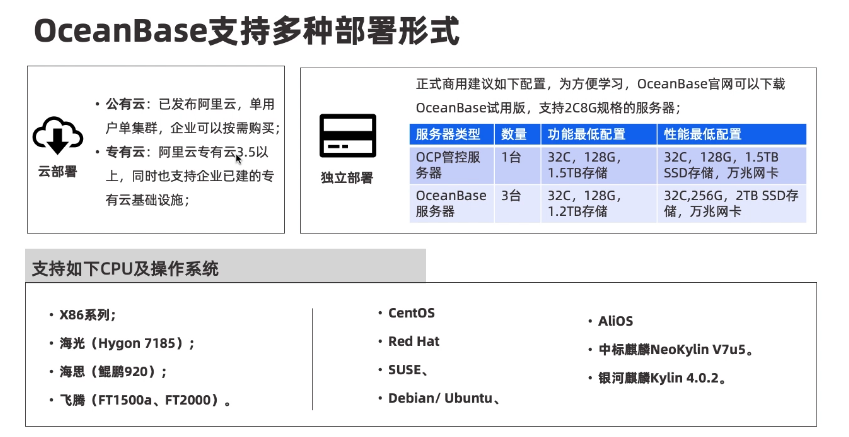 OceanBase支持多种部署形式
• 公有云：已发布阿里云，单用
户单集群，企业可以按需购买；
• 专有云：阿里云专有云3.5以
上，同时也支持企业已建的专
有云基础设施；
云部署
正式商用建议如下配置，为方便学习，OceanBase官网可以下载
OceanBase试用版，支持2C8G规格的服务器；
独立部署
服务器类型 数量 功能最低配置 性能最低配置
OCP管控服 1台 32C，128G， 32C，128G，1.5TB
务器 1.5TB存储 SSD存储，万兆网卡
OceanBase 3台 32C，128G， 32C,256G，2TB SSD存
服务器 1.2TB存储 储，万兆网卡
支持如下CPU及操作系统
• X86系列；
• 海光（Hygon 7185）；
• 海思（鲲鹏920）；
• 飞腾（FT1500a、FT2000）。
• CentOS
• Red Hat
• SUSE、
• Debian/ Ubuntu、
• AliOS
• 中标麒麟NeoKylin V7u5。
• 银河麒麟Kylin 4.0.2。